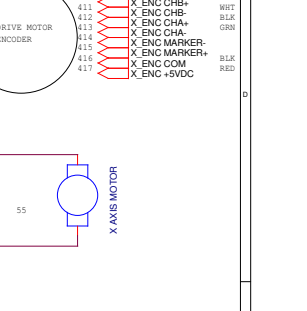 411 X_ENC CHB+ WHT
412 X_ENC CHB- BLK
413 X_ENC CHA+ GRN
414 X_ENC CHA-
415 X_ENC MARKER-
416 X_ENC MARKER+
417 X_ENC COM BLK
X_ENC +5VDC RED
DRIVE MOTOR
ENCODER
D
55
X AXIS MOTOR